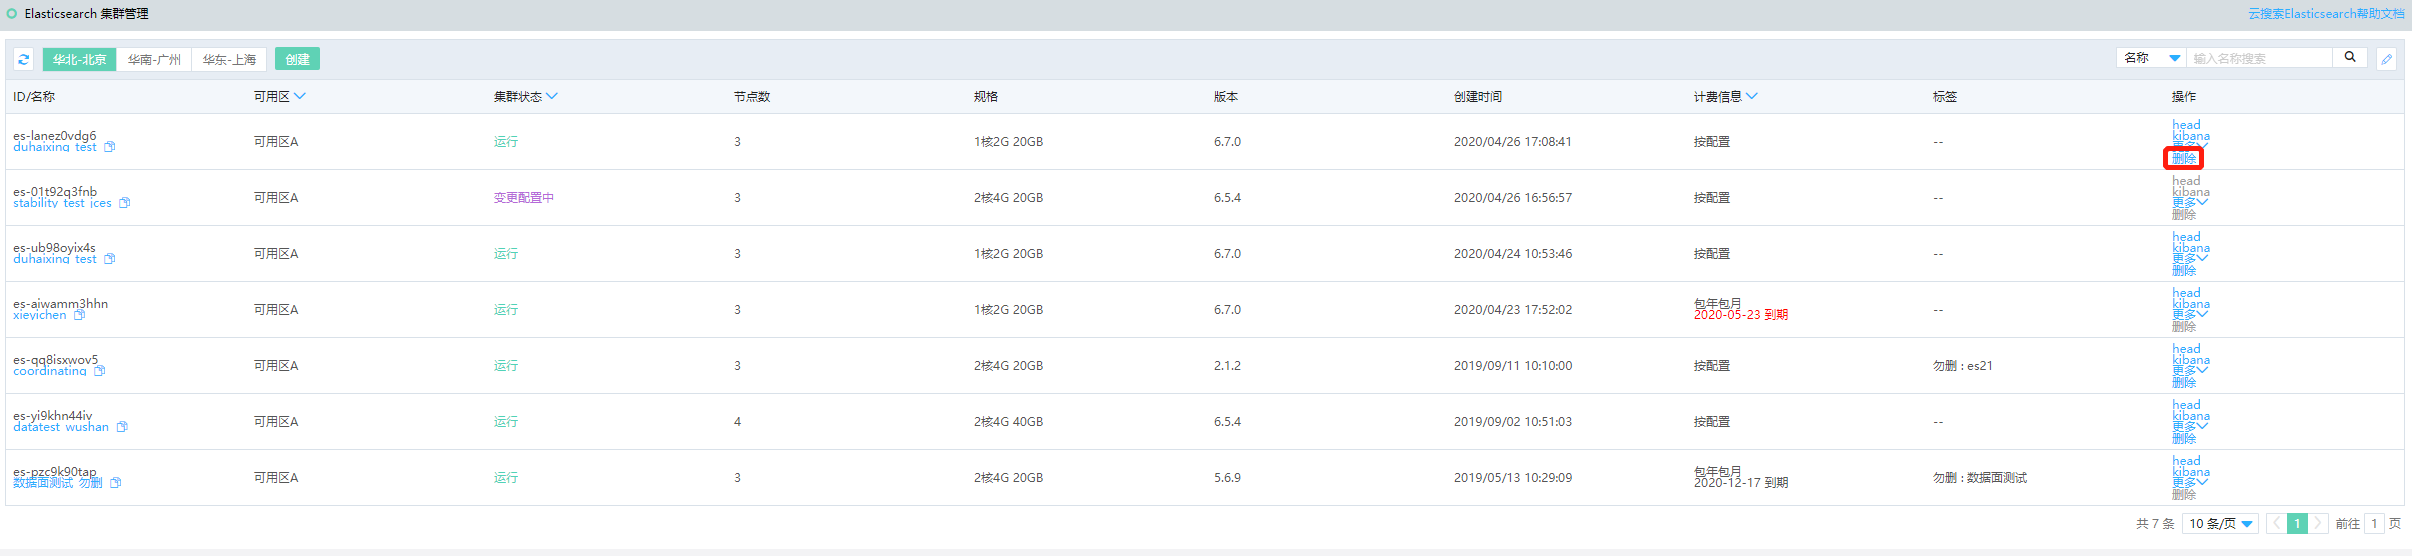 Elasticsearch 集群管理
云搜索Elasticsearch帮助文档
华北-北京 华南-广州 华东-上海 创建
名称 输入名称搜索
ID/名称 可用区 集群状态 节点数 规格 版本 创建时间 计费信息 标签 操作
es-lanez0vdg6
duhaixing_test
可用区A 运行 3 1核2G 20GB 6.7.0 2020/04/26 17:08:41 按配置 --
head
kibana
更多
删除
es-01t92q3fnb
stability_test_jces
可用区A 变更配置中 3 2核4G 20GB 6.5.4 2020/04/26 16:56:57 按配置 --
head
kibana
更多
删除
es-ub98oyix4s
duhaixing_test
可用区A 运行 3 1核2G 20GB 6.7.0 2020/04/24 10:53:46 按配置 --
head
kibana
更多
删除
es-aiwamm3hhn
xieyichen
可用区A 运行 3 1核2G 20GB 6.7.0 2020/04/23 17:52:02
包年包月
2020-05-23 到期
--
head
kibana
更多
删除
es-qq8isxwov5
coordinating
可用区A 运行 3 2核4G 20GB 2.1.2 2019/09/11 10:10:00 按配置 勿删 : es21
head
kibana
更多
删除
es-yi9khn44iv
datatest_wushan
可用区A 运行 4 2核4G 40GB 6.5.4 2019/09/02 10:51:03 按配置 --
head
kibana
更多
删除
es-pzc9k90tap
数据面测试_勿删
可用区A 运行 3 2核4G 20GB 5.6.9 2019/05/13 10:29:09
包年包月
2020-12-17 到期
勿删 : 数据面测试
head
kibana
更多
删除
共 7 条 10 条/页 1 前往 1 页